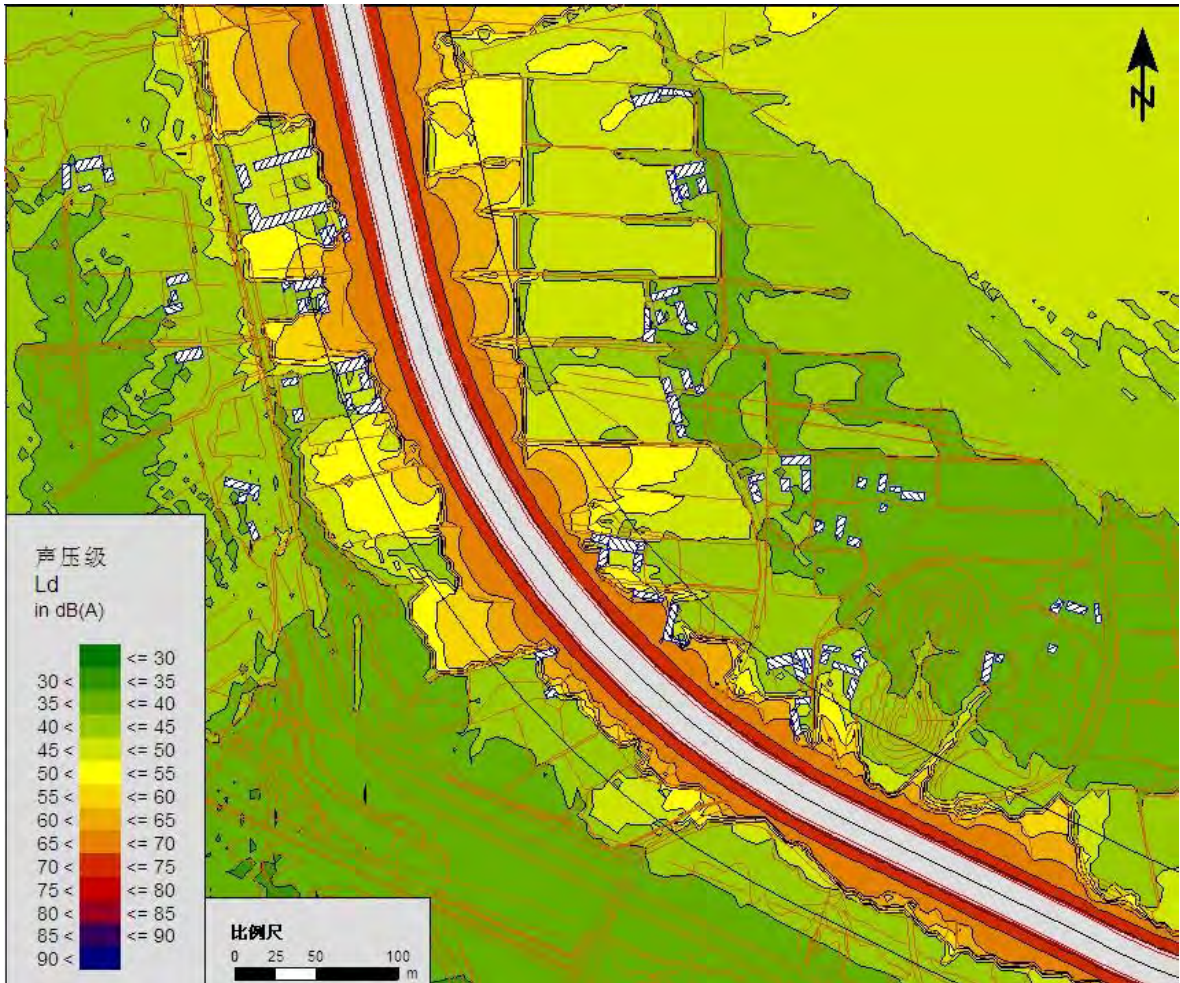 N
声压级
Ld
in dB(A)
<= 30
30 < <= 35
35 < <= 40
40 < <= 45
45 < <= 50
50 < <= 55
55 < <= 60
60 < <= 65
65 < <= 70
70 < <= 75
75 < <= 80
80 < <= 85
85 < <= 90
90 <
比例尺
0 25 50 100
m